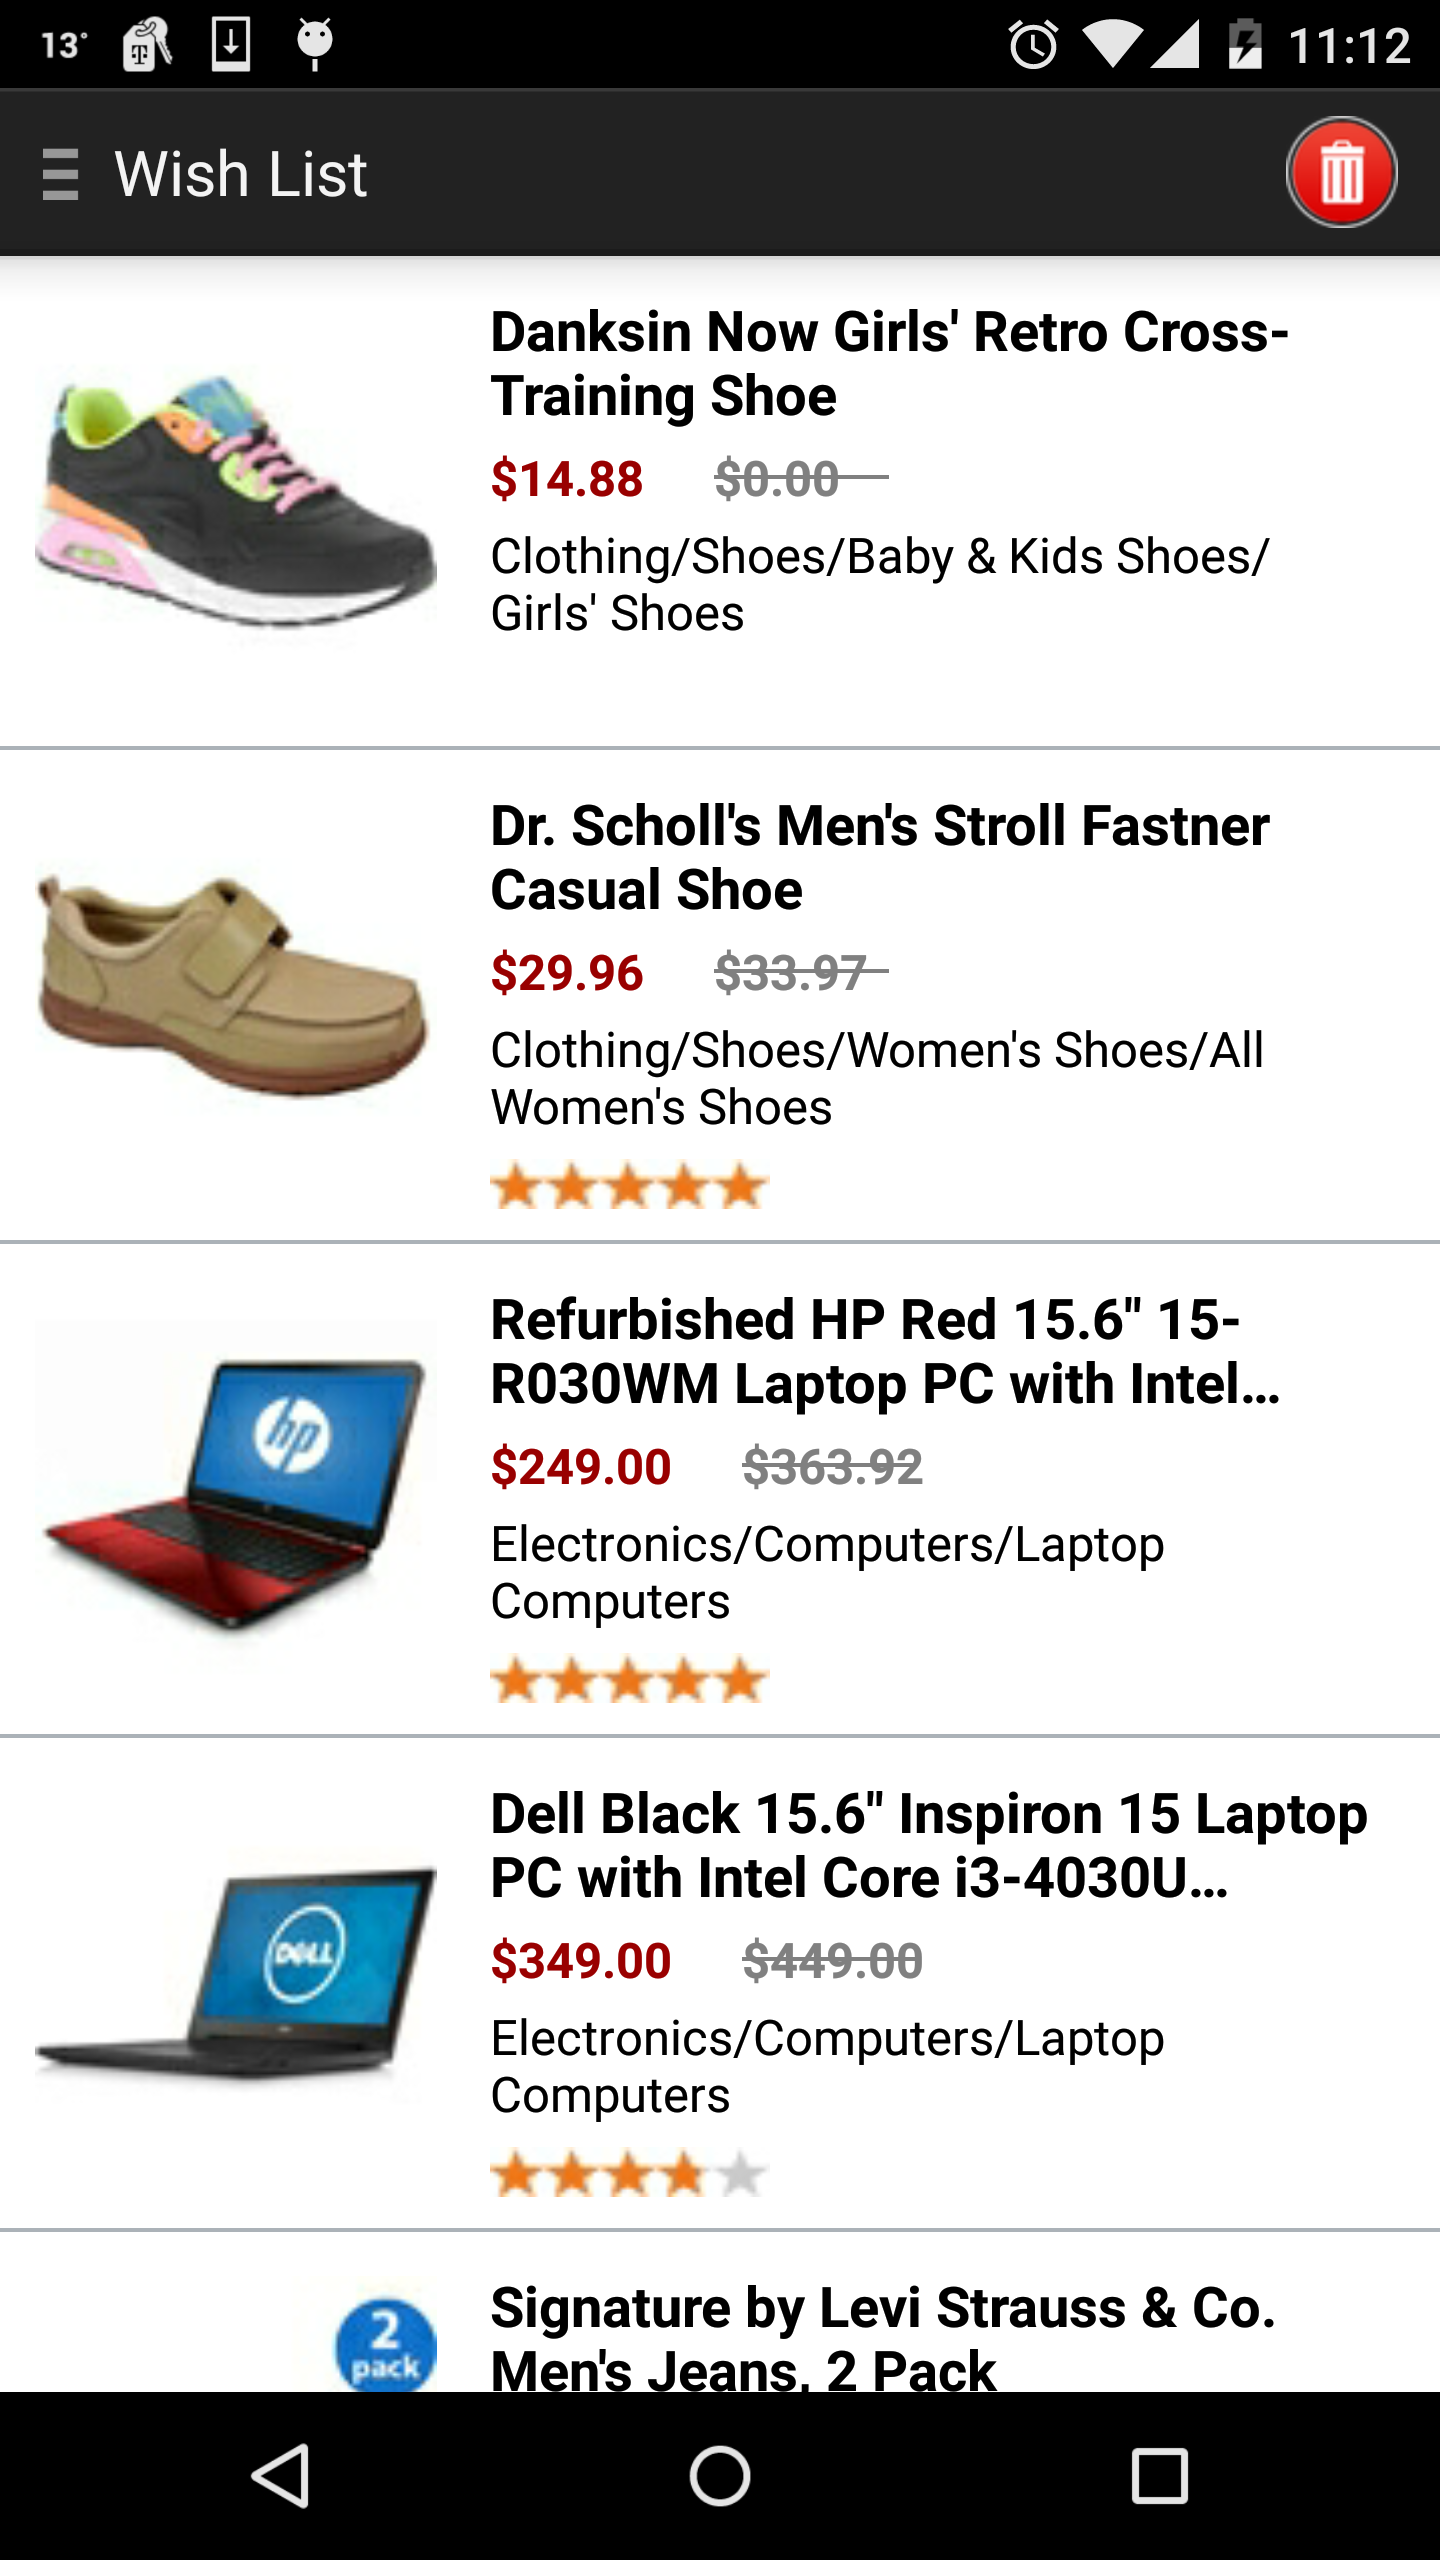 13° 11:12
Wish List
Danksin Now Girls' Retro Cross-
Training Shoe
$14.88 $0.00
Clothing/Shoes/Baby & Kids Shoes/
Girls' Shoes
Dr. Scholl's Men's Stroll Fastner
Casual Shoe
$29.96 $33.97
Clothing/Shoes/Women's Shoes/All
Women's Shoes
hp
Refurbished HP Red 15.6" 15-
R030WM Laptop PC with Intel...
$249.00 $363.92
Electronics/Computers/Laptop
Computers
DELL
Dell Black 15.6" Inspiron 15 Laptop
PC with Intel Core i3-4030U...
$349.00 $449.00
Electronics/Computers/Laptop
Computers
2
pack
Signature by Levi Strauss & Co.
Men's Jeans, 2 Pack